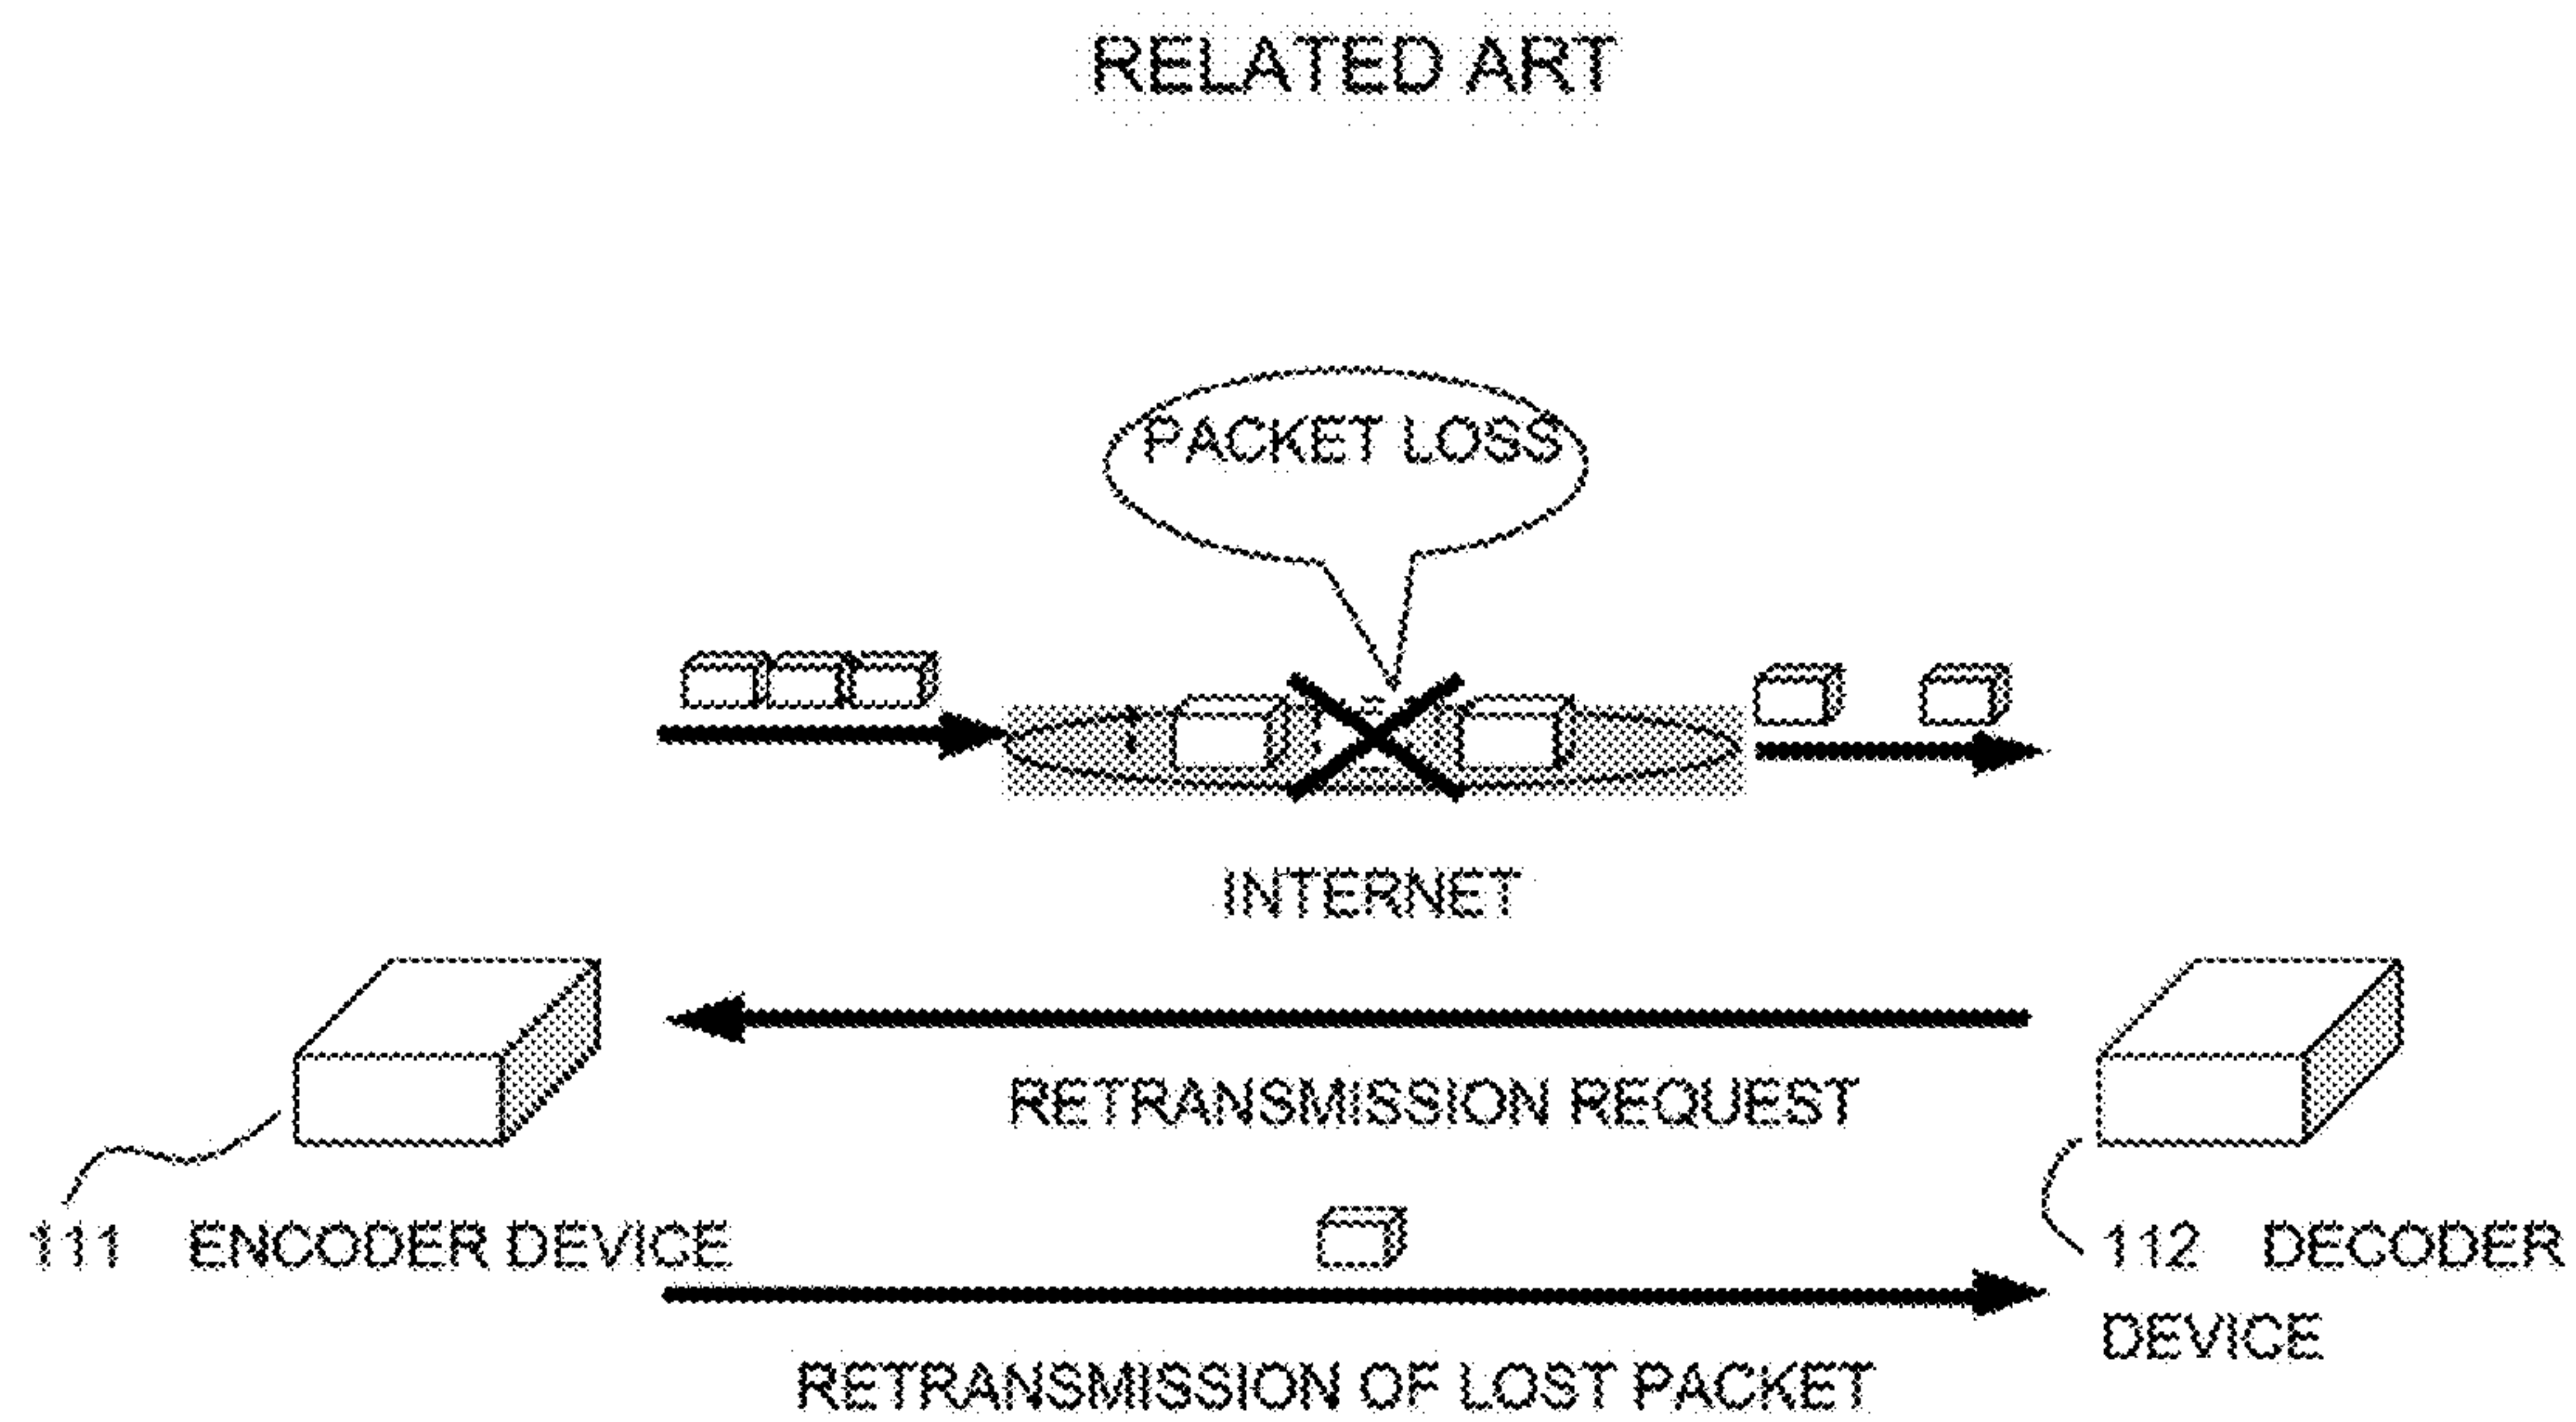 RELATED ART
PACKET LOSS
INTERNET
RETRANSMISSION REQUEST
111 ENCODER DEVICE
112 DECODER
DEVICE
RETRANSMISSION OF LOST PACKET